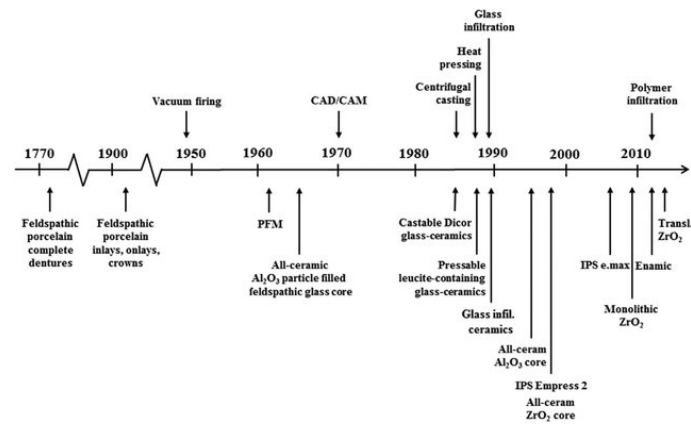 Glass
infiltration
Heat
pressing
Centrifugal
casting
Vacuum firing
CAD/CAM
Polymer
infiltration
1770 1900 1950 1960 1970 1980 1990 2000 2010
Feldspathic
porcelain
complete
dentures
Feldspathic
porcelain
inlays, onlays,
crowns
PFM
All-ceramic
Al₂O₃ particle filled
feldspathic glass core
Castable Dicor
glass-ceramics
Pressable
leucite-containing
glass-ceramics
Glass infil.
ceramics
All-ceram
Al₂O₃ core
IPS Empress 2
All-ceram
ZrO₂ core
IPS e.max
Monolithic
ZrO₂
Enamic
Transl.
ZrO₂